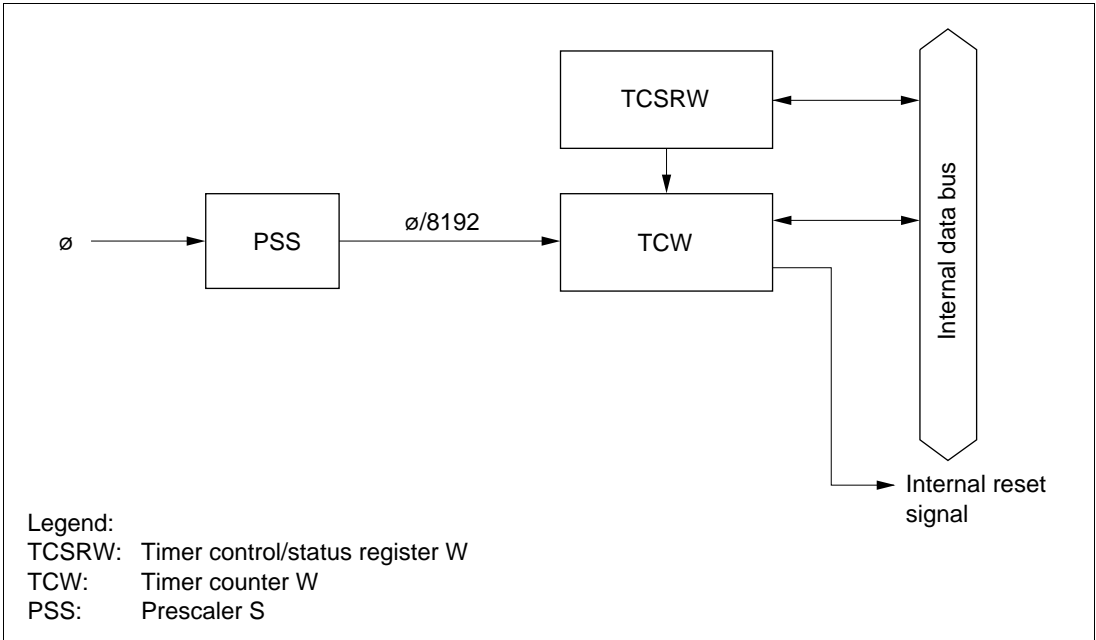 TCSRW
ø
PSS
ø/8192
TCW
Internal data bus
Internal reset
signal
Legend:
TCSRW: Timer control/status register W
TCW: Timer counter W
PSS: Prescaler S